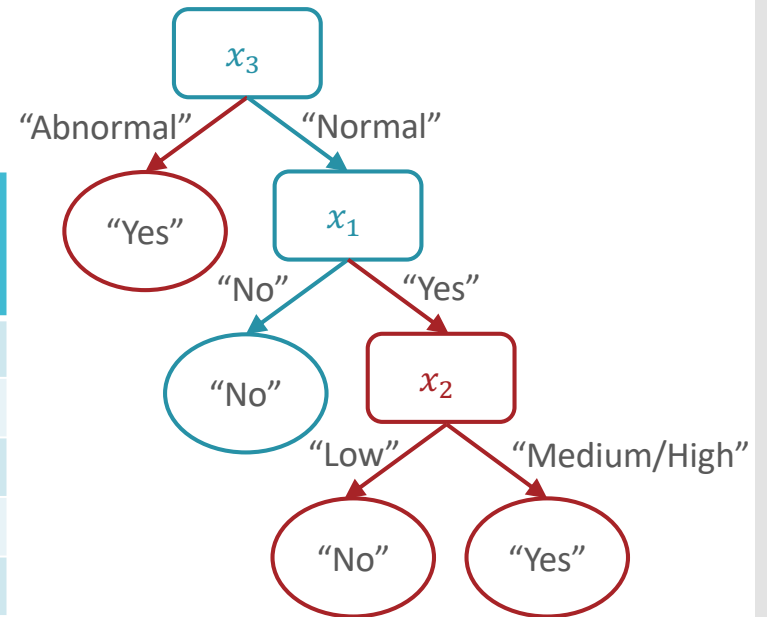 x₃
“Abnormal” “Normal”
“Yes”
x₁
“No” “Yes”
“No”
x₂
“Low” “Medium/High”
“No” “Yes”